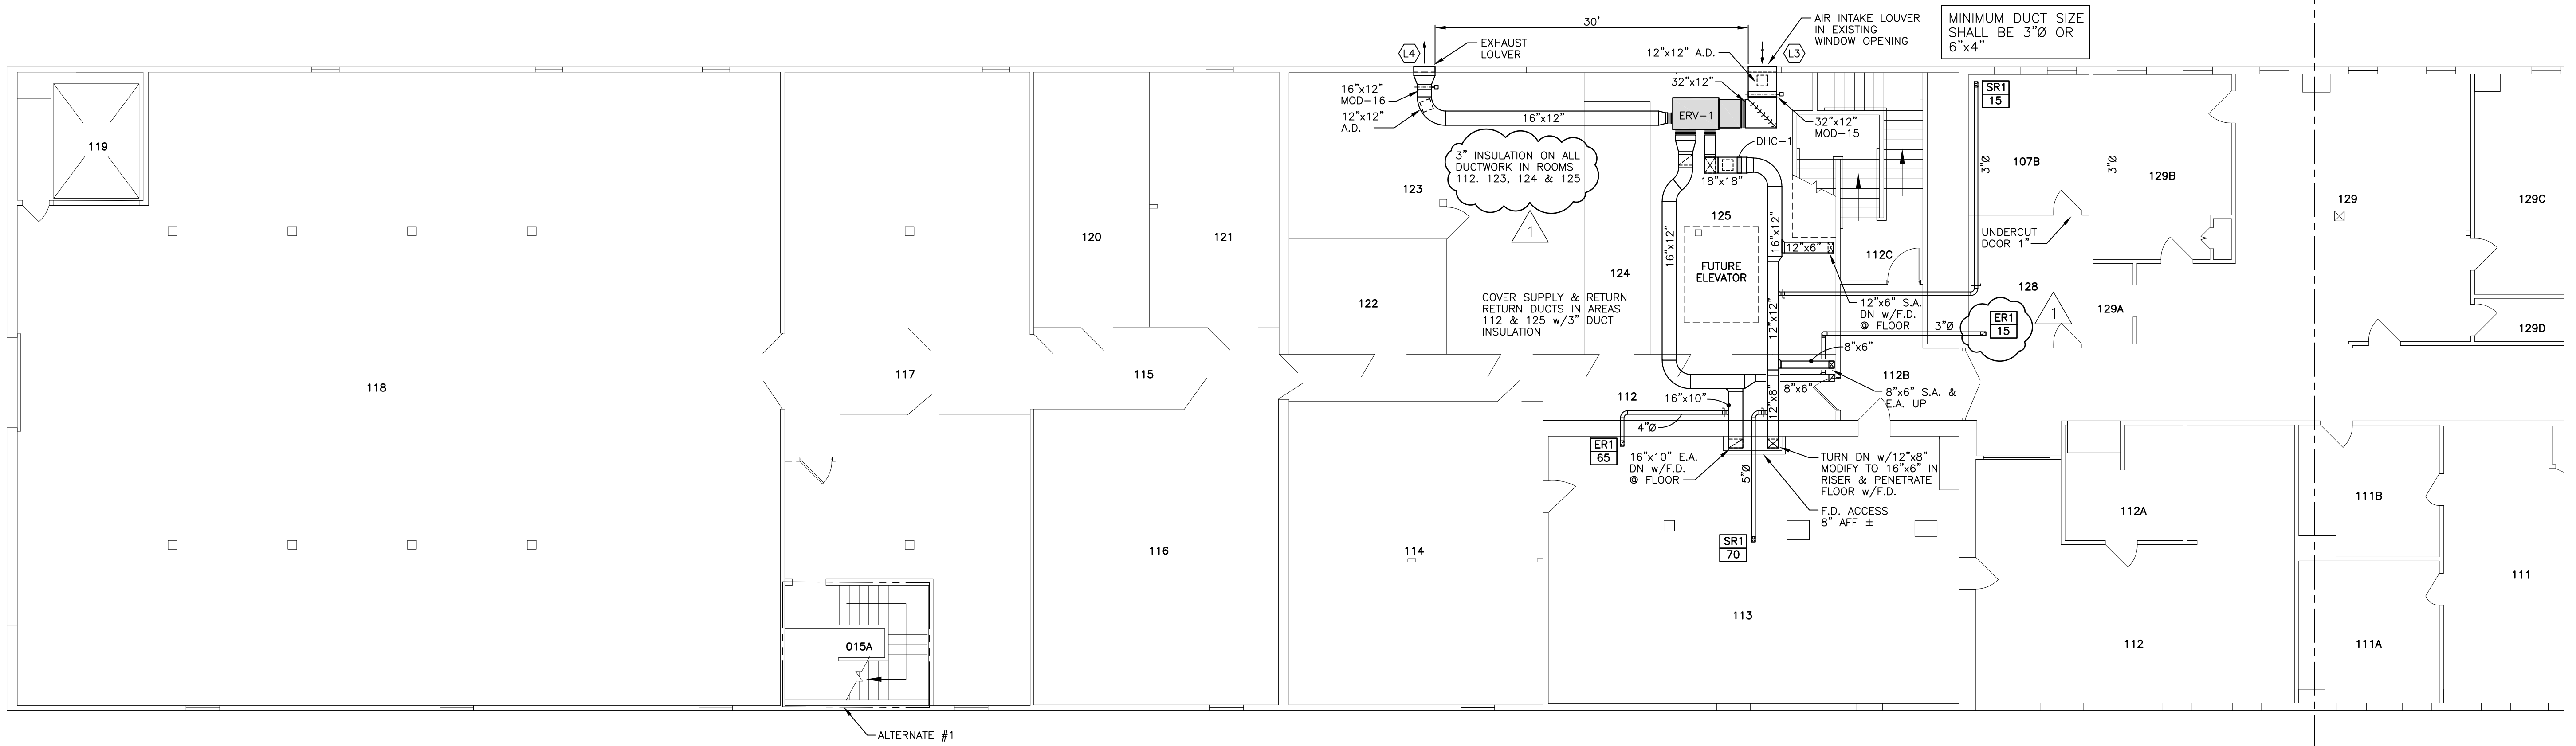 30'
AIR INTAKE LOUVER
IN EXISTING
WINDOW OPENING
MINIMUM DUCT SIZE
SHALL BE 3"Ø OR
6"x4"
L4
EXHAUST
LOUVER
12"x12" A.D.
L3
32"x12"
16"x12"
MOD-16
12"x12"
A.D.
16"x12"
ERV-1
32"x12"
MOD-15
DHC-1
SR1
15
3"Ø
107B
3"Ø
129B
129
129C
119
3" INSULATION ON ALL
DUCTWORK IN ROOMS
112. 123, 124 & 125
1
123
18"x18"
125
16"x12"
16"x12"
12"x6"
112C
UNDERCUT
DOOR 1"
120
121
124
FUTURE
ELEVATOR
128
1
129A
122
COVER SUPPLY & RETURN
RETURN DUCTS IN AREAS
112 & 125 w/3" DUCT
INSULATION
12"x12"
12"x6" S.A.
DN w/F.D.
@ FLOOR
3"Ø
ER1
15
129D
118
117
115
8"x6"
112B
8"x6"
8"x6" S.A. &
E.A. UP
112
16"x10"
12"x8"
4"Ø
ER1
65
16"x10" E.A.
DN w/F.D.
@ FLOOR
5"Ø
TURN DN w/12"x8"
MODIFY TO 16"x6" IN
RISER & PENETRATE
FLOOR w/F.D.
F.D. ACCESS
8" AFF ±
SR1
70
116
114
113
112A
111B
111
112
111A
015A
ALTERNATE #1